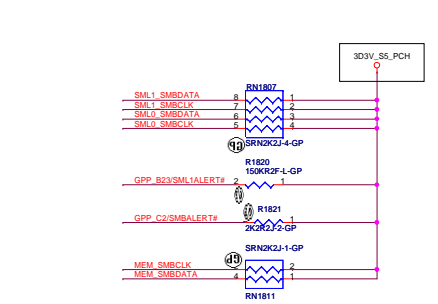 3D3V_S5_PCH
RN1807
SML1_SMBDATA 8 1
SML1_SMBCLK 7 2
SML0_SMBDATA 6 3
SML0_SMBCLK 5 4
SRN2K2J-4-GP
R1820
150KR2F-L-GP
GPP_B23/SML1ALERT# 2 1
R1821
GPP_C2/SMBALERT# 1
2K2R2J-2-GP
SRN2K2J-1-GP
MEM_SMBCLK 3 2
MEM_SMBDATA 4 1
RN1811